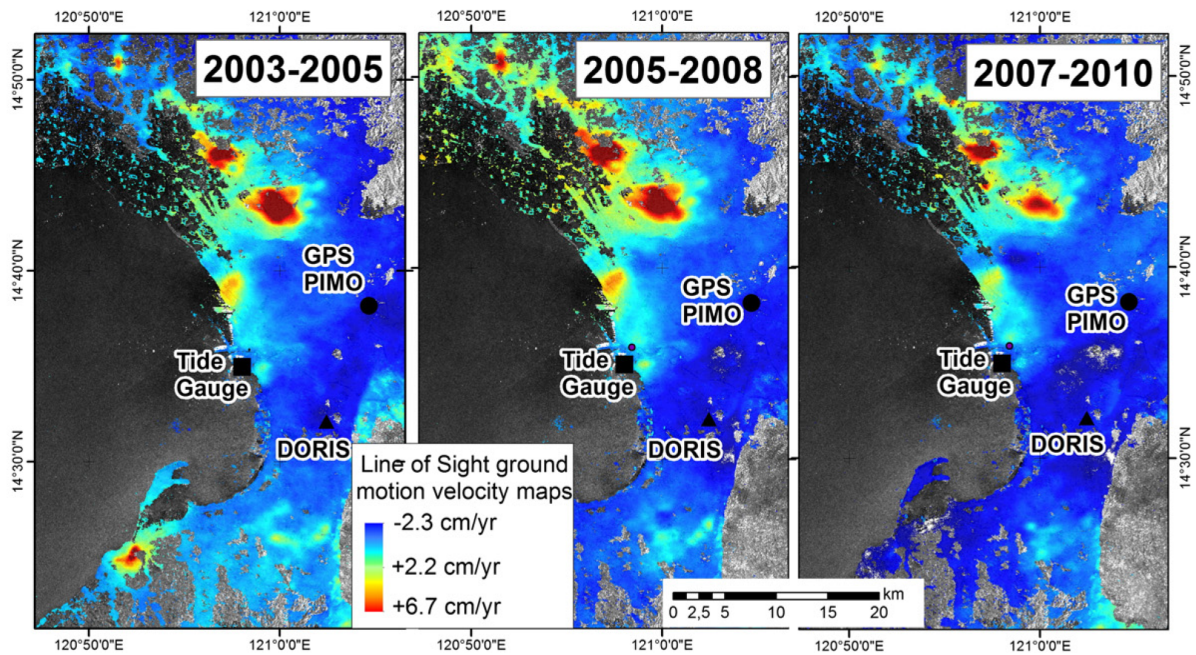 120°50'0"E 121°0'0"E 120°50'0"E 121°0'0"E 120°50'0"E 121°0'0"E
14°50'0"N
14°40'0"N
14°30'0"N
2003-2005
GPS
PIMO
Tide
Gauge
DORIS
2005-2008
GPS
PIMO
Tide
Gauge
DORIS
2007-2010
GPS
PIMO
Tide
Gauge
DORIS
14°50'0"N
14°40'0"N
14°30'0"N
Line of Sight ground
motion velocity maps
-2.3 cm/yr
+2.2 cm/yr
+6.7 cm/yr
km
0 2,5 5 10 15 20
120°50'0"E 121°0'0"E 120°50'0"E 121°0'0"E 120°50'0"E 121°0'0"E